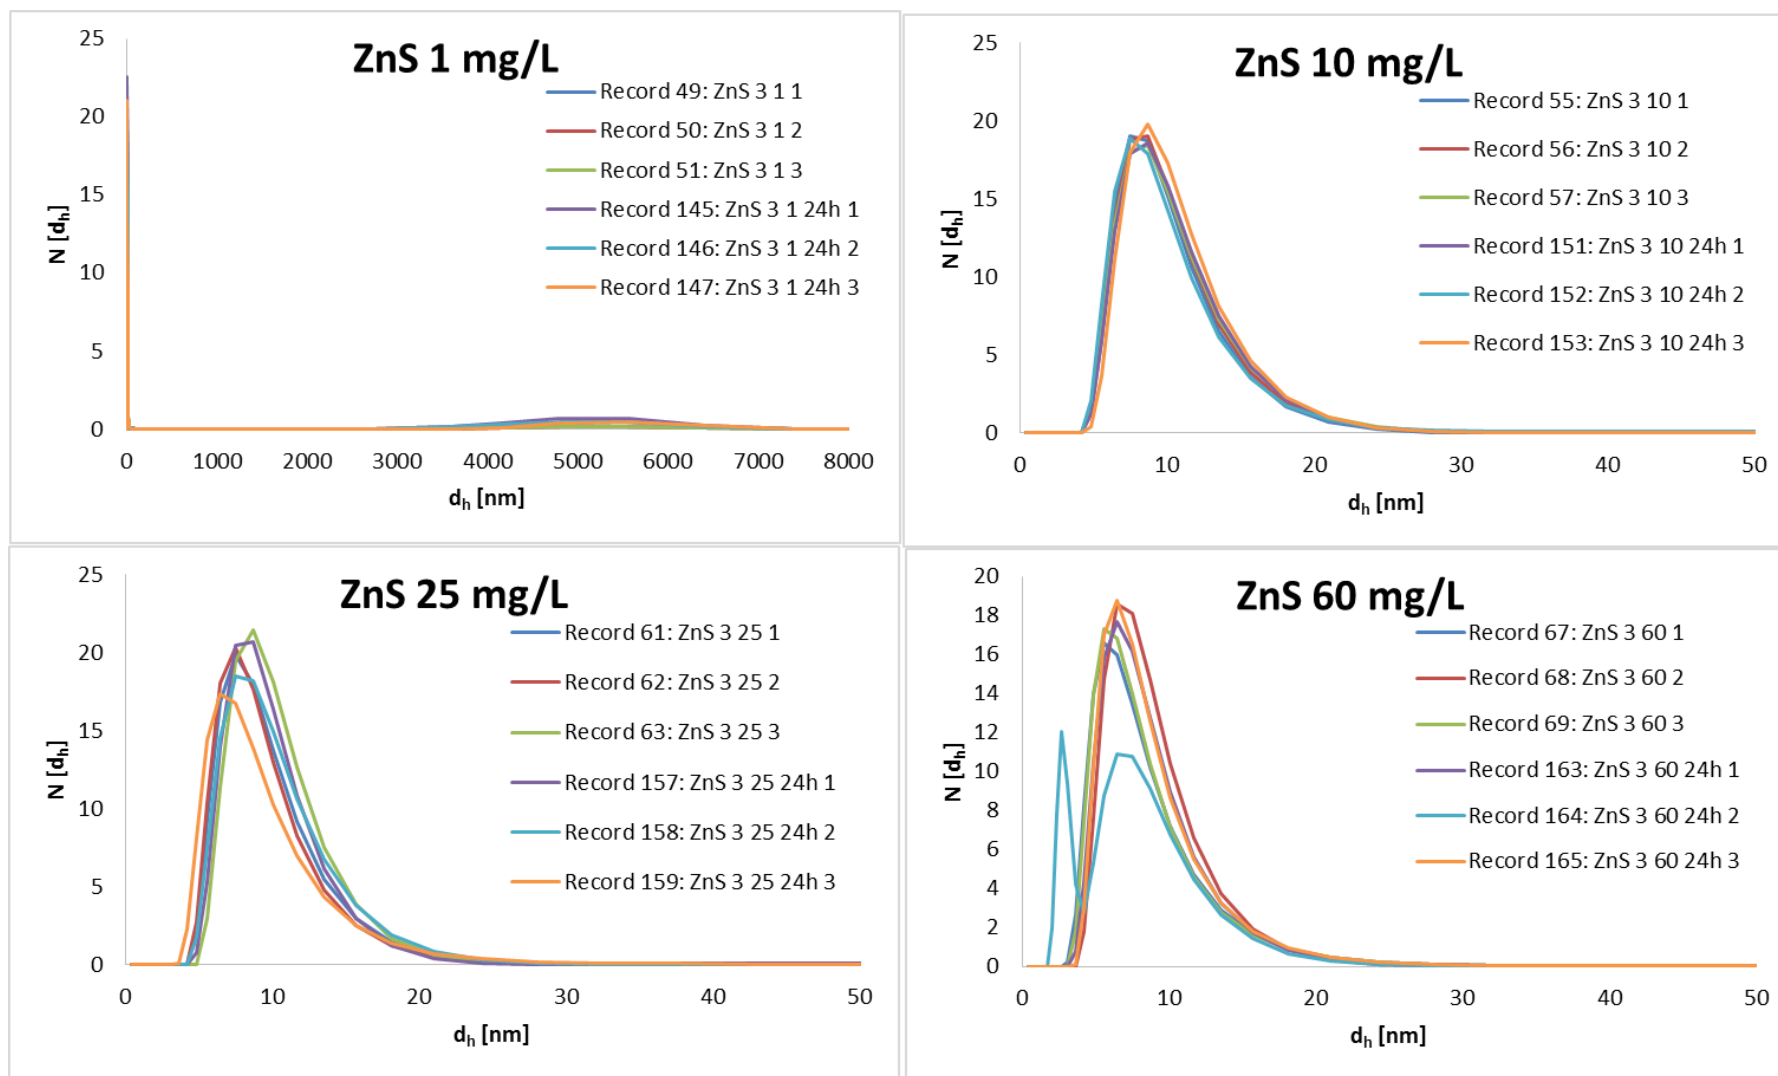 ZnS 1 mg/L
25
20
15
10
5
0
N [dh]
Record 49: ZnS 3 1 1
Record 50: ZnS 3 1 2
Record 51: ZnS 3 1 3
Record 145: ZnS 3 1 24h 1
Record 146: ZnS 3 1 24h 2
Record 147: ZnS 3 1 24h 3
0 1000 2000 3000 4000 5000 6000 7000 8000
dh [nm]
ZnS 10 mg/L
25
20
15
10
5
0
N [dh]
Record 55: ZnS 3 10 1
Record 56: ZnS 3 10 2
Record 57: ZnS 3 10 3
Record 151: ZnS 3 10 24h 1
Record 152: ZnS 3 10 24h 2
Record 153: ZnS 3 10 24h 3
0 10 20 30 40 50
dh [nm]
ZnS 25 mg/L
25
20
15
10
5
0
N [dh]
Record 61: ZnS 3 25 1
Record 62: ZnS 3 25 2
Record 63: ZnS 3 25 3
Record 157: ZnS 3 25 24h 1
Record 158: ZnS 3 25 24h 2
Record 159: ZnS 3 25 24h 3
0 10 20 30 40 50
dh [nm]
ZnS 60 mg/L
20
18
16
14
12
10
8
6
4
2
0
N [dh]
Record 67: ZnS 3 60 1
Record 68: ZnS 3 60 2
Record 69: ZnS 3 60 3
Record 163: ZnS 3 60 24h 1
Record 164: ZnS 3 60 24h 2
Record 165: ZnS 3 60 24h 3
0 10 20 30 40 50
dh [nm]